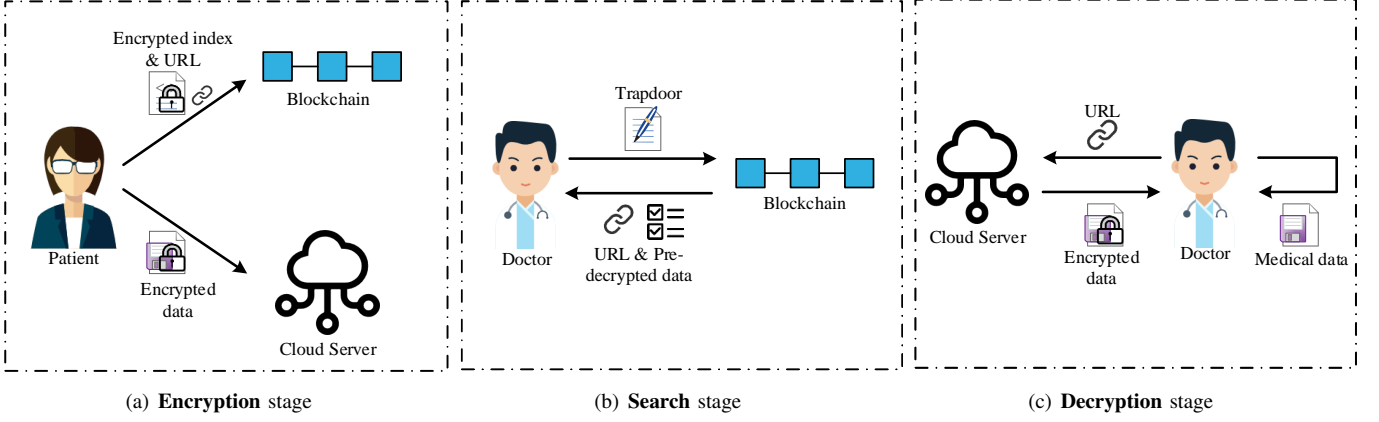 Encrypted index
& URL
Blockchain
Patient
Encrypted
data
Cloud Server
(a) Encryption stage
Trapdoor
Doctor
Blockchain
URL & Pre-
decrypted data
(b) Search stage
URL
Cloud Server
Encrypted
data
Doctor
Medical data
(c) Decryption stage